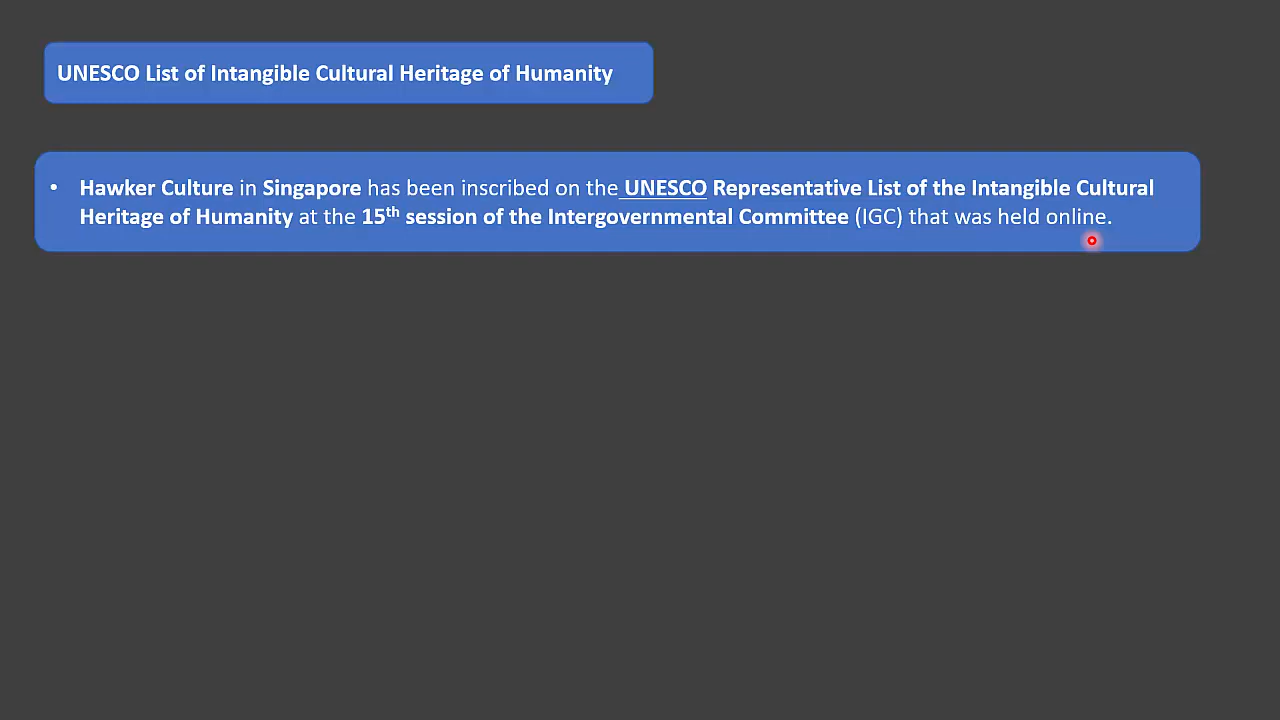 UNESCO List of Intangible Cultural Heritage of Humanity
• Hawker Culture in Singapore has been inscribed on the UNESCO Representative List of the Intangible Cultural
Heritage of Humanity at the 15th session of the Intergovernmental Committee (IGC) that was held online.